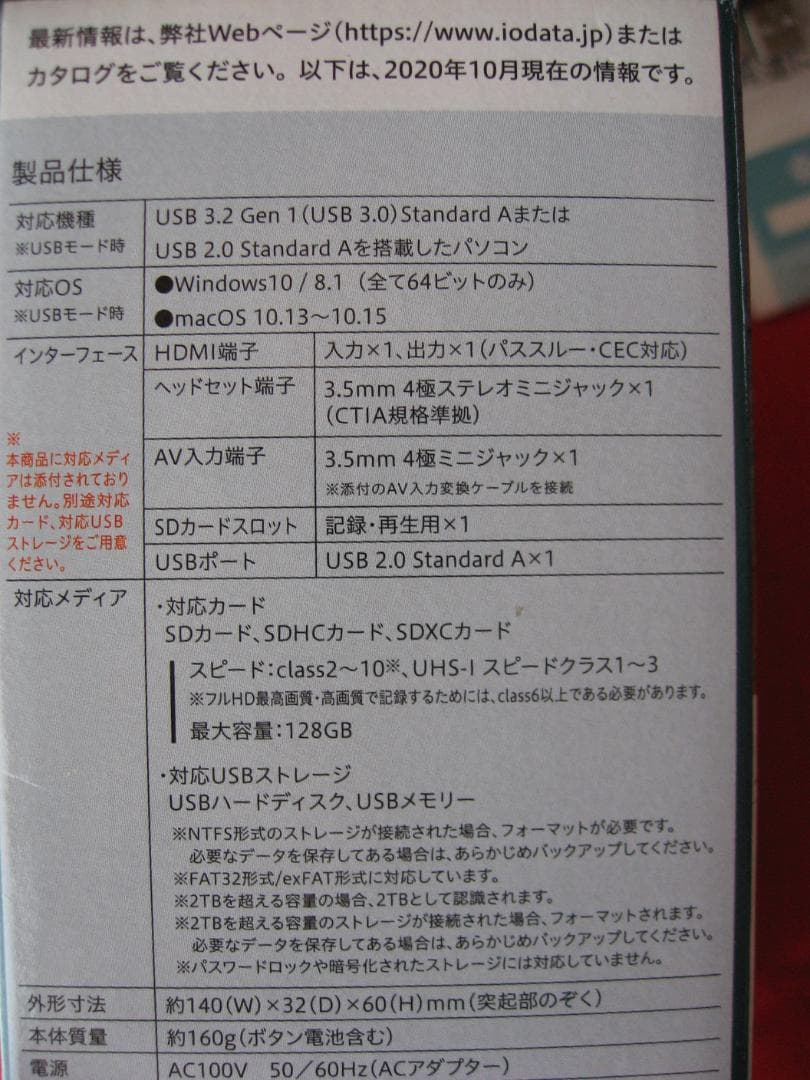 最新情報は、弊社Webページ(https://www.iodata.jp)または
カタログをご覧ください。以下は、2020年10月現在の情報です。
製品仕様
対応機種
※USBモード時
USB 3.2 Gen 1(USB 3.0)Standard Aまたは
USB 2.0 Standard Aを搭載したパソコン
対応OS
※USBモード時
●Windows10 / 8.1 (全て64ビットのみ)
●macOS 10.13〜10.15
インターフェース
※
本商品に対応メディ
アは添付されており
ません。別途対応
カード、対応USB
ストレージをご用意
ください。
HDMI端子
入力×1、出力×1(パススルー・CEC対応)
ヘッドセット端子
3.5mm 4極ステレオミニジャック×1
(CTIA規格準拠)
AV入力端子
3.5mm 4極ミニジャック×1
※添付のAV入力変換ケーブルを接続
SDカードスロット
記録・再生用×1
USBポート
USB 2.0 Standard A×1
対応メディア
・対応カード
SDカード、SDHCカード、SDXCカード
スピード:class2〜10※、UHS-I スピードクラス1〜3
※フルHD最高画質・高画質で記録するためには、class6以上である必要があります。
最大容量:128GB
・対応USBストレージ
USBハードディスク、USBメモリー
※NTFS形式のストレージが接続された場合、フォーマットが必要です。
必要なデータを保存してある場合は、あらかじめバックアップしてください。
※FAT32形式/exFAT形式に対応しています。
※2TBを超える容量の場合、2TBとして認識されます。
※2TBを超える容量のストレージが接続された場合、フォーマットされます。
必要なデータを保存してある場合は、あらかじめバックアップしてください。
※パスワードロックや暗号化されたストレージには対応していません。
外形寸法
約140(W)×32(D)×60(H)mm(突起部のぞく)
本体質量
約160g(ボタン電池含む)
電源
AC100V 50/60Hz(ACアダプター)